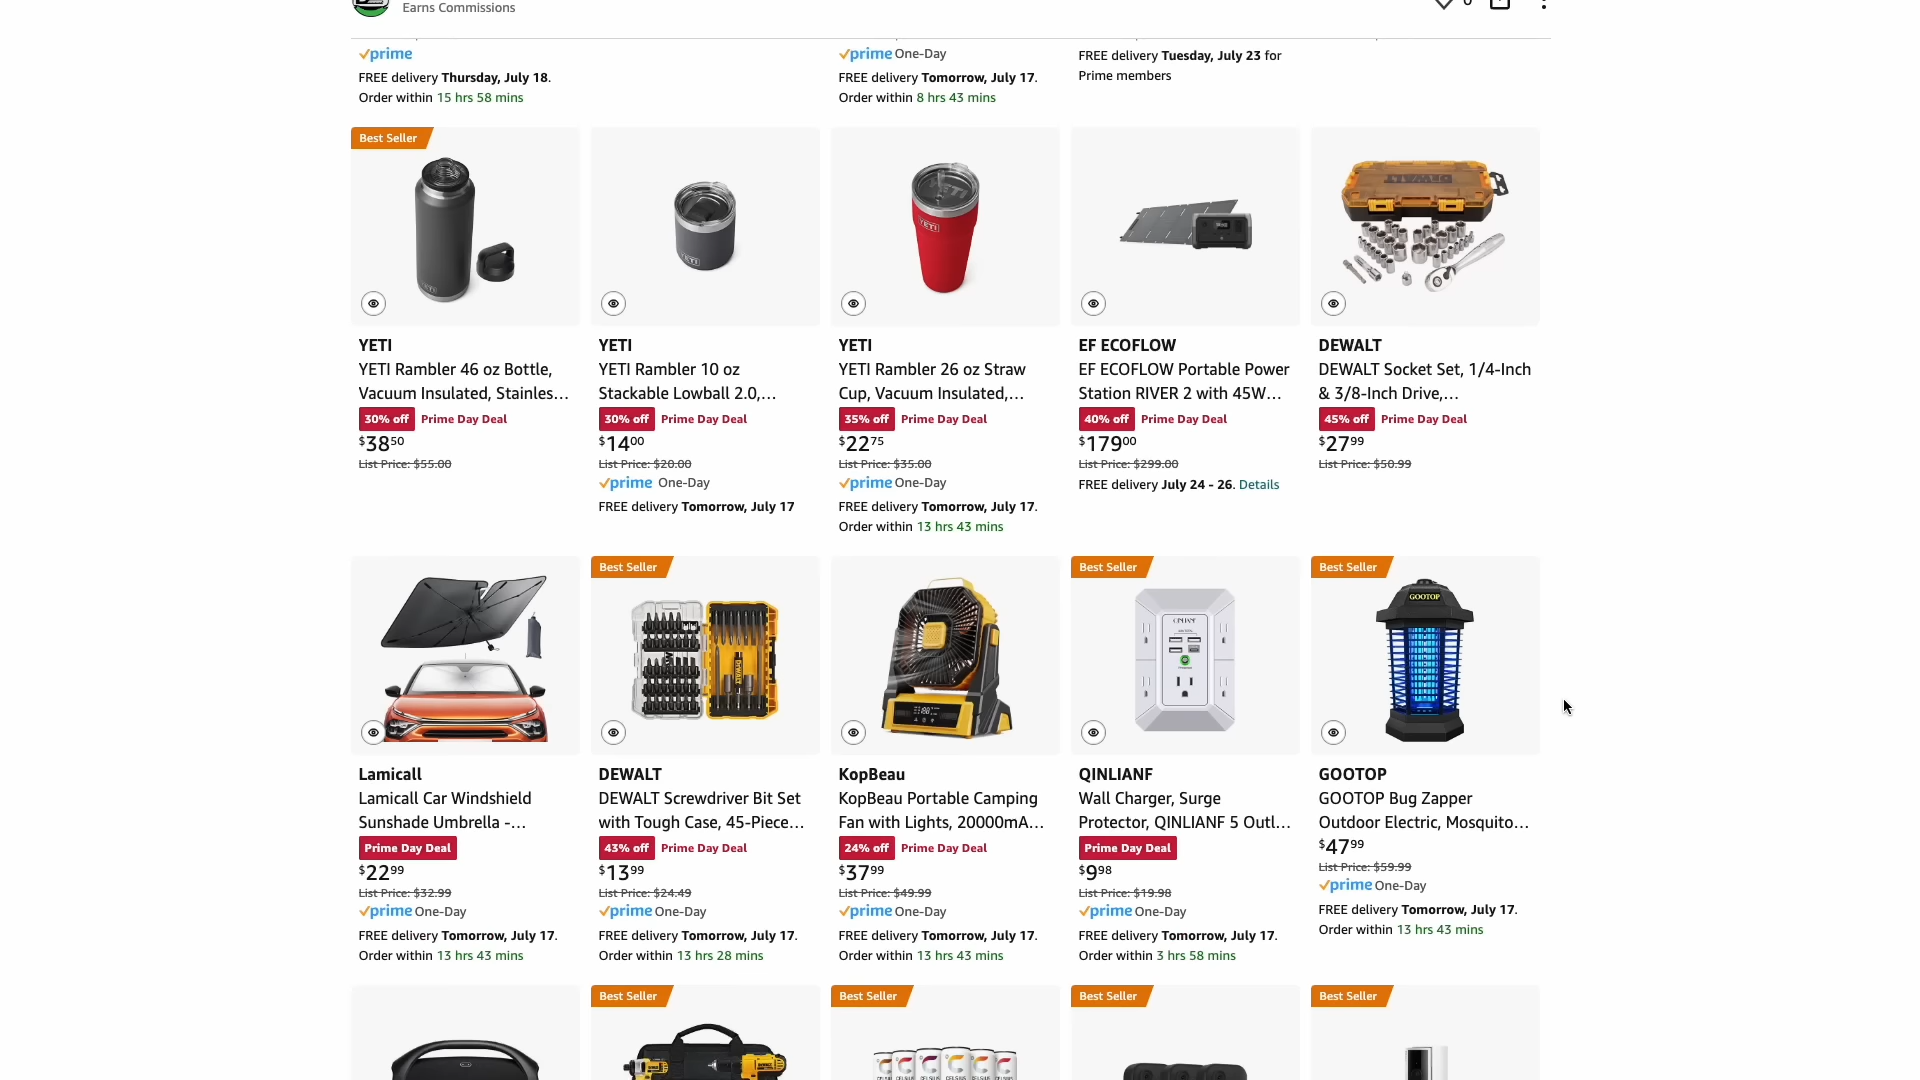 Earns Commissions
0
prime
FREE delivery Thursday, July 18.
Order within 15 hrs 58 mins
prime One-Day
FREE delivery Tomorrow, July 17.
Order within 8 hrs 43 mins
FREE delivery Tuesday, July 23 for
Prime members
Best Seller
YETI
YETI Rambler 46 oz Bottle,
Vacuum Insulated, Stainles...
30% off Prime Day Deal
$38.50
List Price: $55.00
YETI
YETI
YETI Rambler 10 oz
Stackable Lowball 2.0,...
30% off Prime Day Deal
$14.00
List Price: $20.00
prime One-Day
FREE delivery Tomorrow, July 17
YETI
YETI
YETI Rambler 26 oz Straw
Cup, Vacuum Insulated,...
35% off Prime Day Deal
$22.75
List Price: $35.00
prime One-Day
FREE delivery Tomorrow, July 17.
Order within 13 hrs 43 mins
EF ECOFLOW
EF ECOFLOW Portable Power
Station RIVER 2 with 45W...
40% off Prime Day Deal
$179.00
List Price: $299.00
FREE delivery July 24 - 26. Details
DEWALT
DEWALT
DEWALT Socket Set, 1/4-Inch
& 3/8-Inch Drive,...
45% off Prime Day Deal
$27.99
List Price: $50.99
Lamicall
Lamicall Car Windshield
Sunshade Umbrella -...
Prime Day Deal
$22.99
List Price: $32.99
prime One-Day
FREE delivery Tomorrow, July 17.
Order within 13 hrs 43 mins
Best Seller
DEWALT
DEWALT Screwdriver Bit Set
with Tough Case, 45-Piece...
43% off Prime Day Deal
$13.99
List Price: $24.49
prime One-Day
FREE delivery Tomorrow, July 17.
Order within 13 hrs 28 mins
KopBeau
KopBeau Portable Camping
Fan with Lights, 20000mA...
24% off Prime Day Deal
$37.99
List Price: $49.99
prime One-Day
FREE delivery Tomorrow, July 17.
Order within 13 hrs 43 mins
Best Seller
QINLIANF
QINLIANF
Wall Charger, Surge
Protector, QINLIANF 5 Outl...
Prime Day Deal
$9.98
List Price: $19.98
prime One-Day
FREE delivery Tomorrow, July 17.
Order within 3 hrs 58 mins
Best Seller
GOOTOP
GOOTOP
GOOTOP Bug Zapper
Outdoor Electric, Mosquito...
$47.99
List Price: $59.99
prime One-Day
FREE delivery Tomorrow, July 17.
Order within 13 hrs 43 mins
Best Seller
Best Seller
CELSIUS
Best Seller
Best Seller